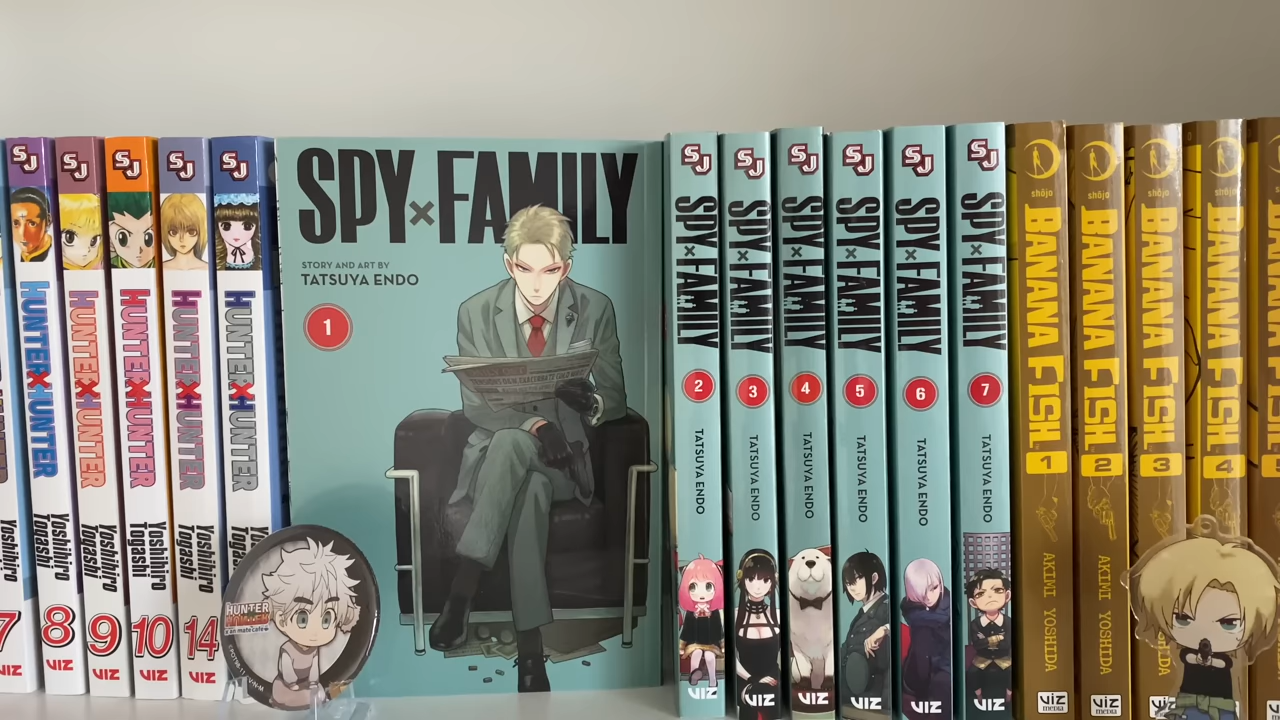 HUNTER
7
VIZ
SJ
HUNTER×HUNTER
Yoshihiro Togashi
8
VIZ
SJ
HUNTER×HUNTER
Yoshihiro Togashi
9
VIZ
SJ
HUNTER×HUNTER
Yoshihiro Togashi
10
VIZ
SJ
HUNTER×HUNTER
Yoshihiro Togashi
14
VIZ
SJ
HUNTER×HUNTER
HUNTER
HUNTER
SPY×FAMILY
STORY AND ART BY
TATSUYA ENDO
1
SJ
SPY×FAMILY
2
TATSUYA ENDO
VIZ
SJ
SPY×FAMILY
3
TATSUYA ENDO
VIZ
SJ
SPY×FAMILY
4
TATSUYA ENDO
VIZ
SJ
SPY×FAMILY
5
TATSUYA ENDO
VIZ
SJ
SPY×FAMILY
6
TATSUYA ENDO
VIZ
SJ
SPY×FAMILY
7
TATSUYA ENDO
VIZ
shōjo
BANANA FISH
1
AKIMI YOSHIDA
VIZ
media
shōjo
BANANA FISH
2
AKIMI YOSHIDA
VIZ
media
shōjo
BANANA FISH
3
VIZ
shōjo
BANANA FISH
4